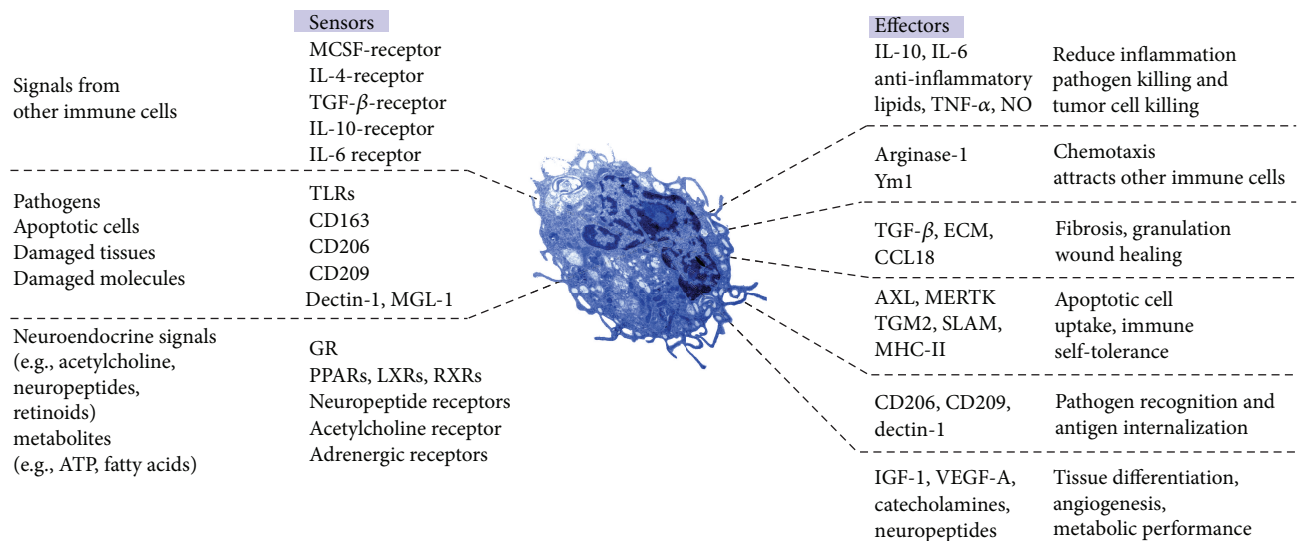 Sensors
Signals from
other immune cells
MCSF-receptor
IL-4-receptor
TGF-β-receptor
IL-10-receptor
IL-6 receptor
Pathogens
Apoptotic cells
Damaged tissues
Damaged molecules
TLRs
CD163
CD206
CD209
Dectin-1, MGL-1
Neuroendocrine signals
(e.g., acetylcholine,
neuropeptides,
retinoids)
metabolites
(e.g., ATP, fatty acids)
GR
PPARs, LXRs, RXRs
Neuropeptide receptors
Acetylcholine receptor
Adrenergic receptors
Effectors
IL-10, IL-6
anti-inflammatory
lipids, TNF-α, NO
Reduce inflammation
pathogen killing and
tumor cell killing
Arginase-1
Ym1
Chemotaxis
attracts other immune cells
TGF-β, ECM,
CCL18
Fibrosis, granulation
wound healing
AXL, MERTK
TGM2, SLAM,
MHC-II
Apoptotic cell
uptake, immune
self-tolerance
CD206, CD209,
dectin-1
Pathogen recognition and
antigen internalization
IGF-1, VEGF-A,
catecholamines,
neuropeptides
Tissue differentiation,
angiogenesis,
metabolic performance